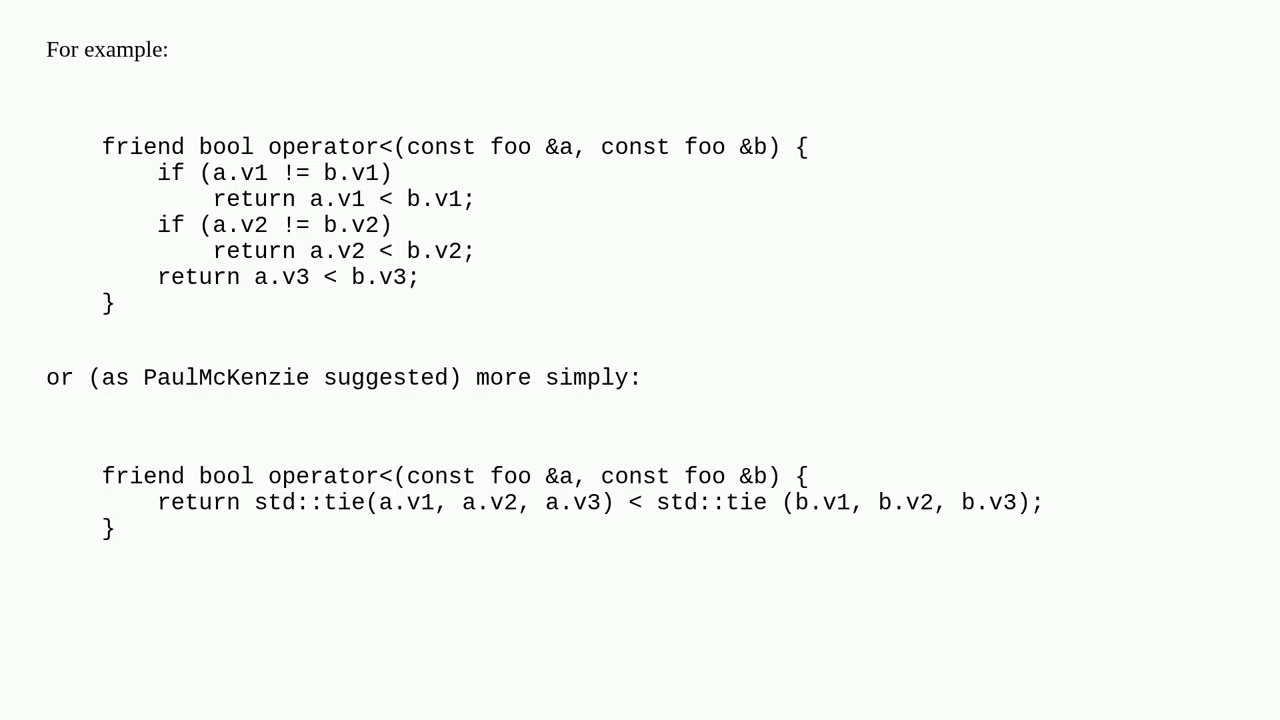 For example:
friend bool operator<(const foo &a, const foo &b) {
    if (a.v1 != b.v1)
        return a.v1 < b.v1;
    if (a.v2 != b.v2)
        return a.v2 < b.v2;
    return a.v3 < b.v3;
}
or (as PaulMcKenzie suggested) more simply:
friend bool operator<(const foo &a, const foo &b) {
    return std::tie(a.v1, a.v2, a.v3) < std::tie (b.v1, b.v2, b.v3);
}